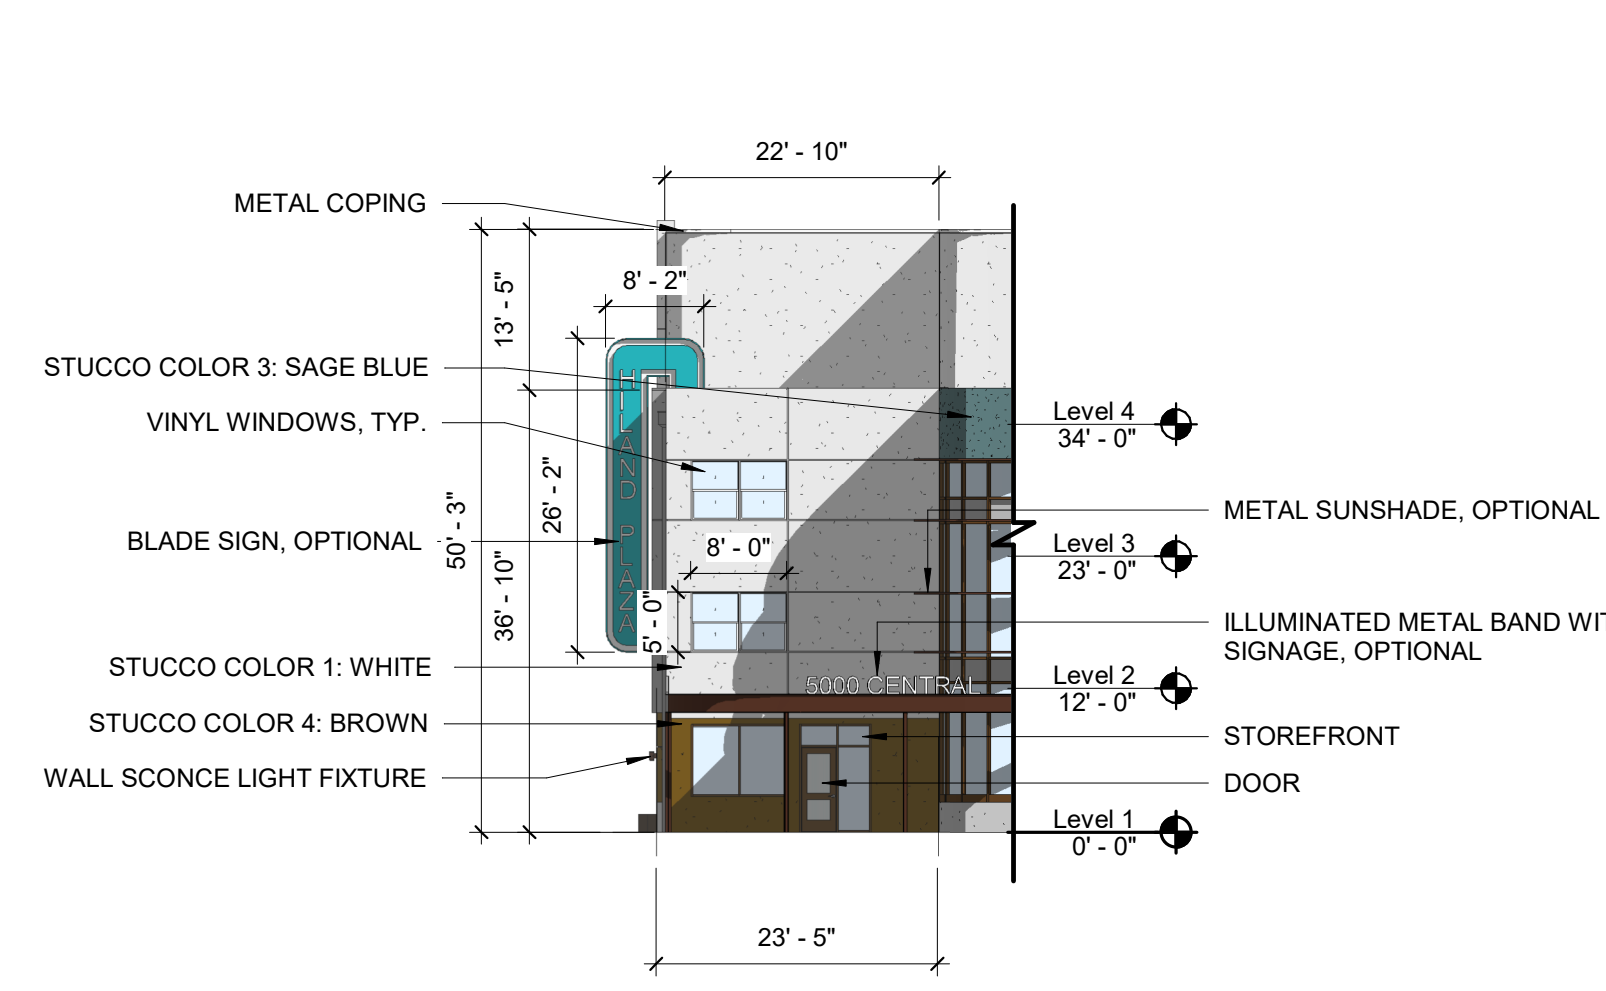 22' - 10"
METAL COPING
8' - 2"
13' - 5"
STUCCO COLOR 3: SAGE BLUE
VINYL WINDOWS, TYP.
HILAND PLAZA
Level 4
34' - 0"
26' - 2"
50' - 3"
METAL SUNSHADE, OPTIONAL
BLADE SIGN, OPTIONAL
8' - 0"
Level 3
23' - 0"
36' - 10"
5' - 0"
ILLUMINATED METAL BAND WIT
SIGNAGE, OPTIONAL
STUCCO COLOR 1: WHITE
5000 CENTRAL
Level 2
12' - 0"
STUCCO COLOR 4: BROWN
STOREFRONT
WALL SCONCE LIGHT FIXTURE
DOOR
Level 1
0' - 0"
23' - 5"